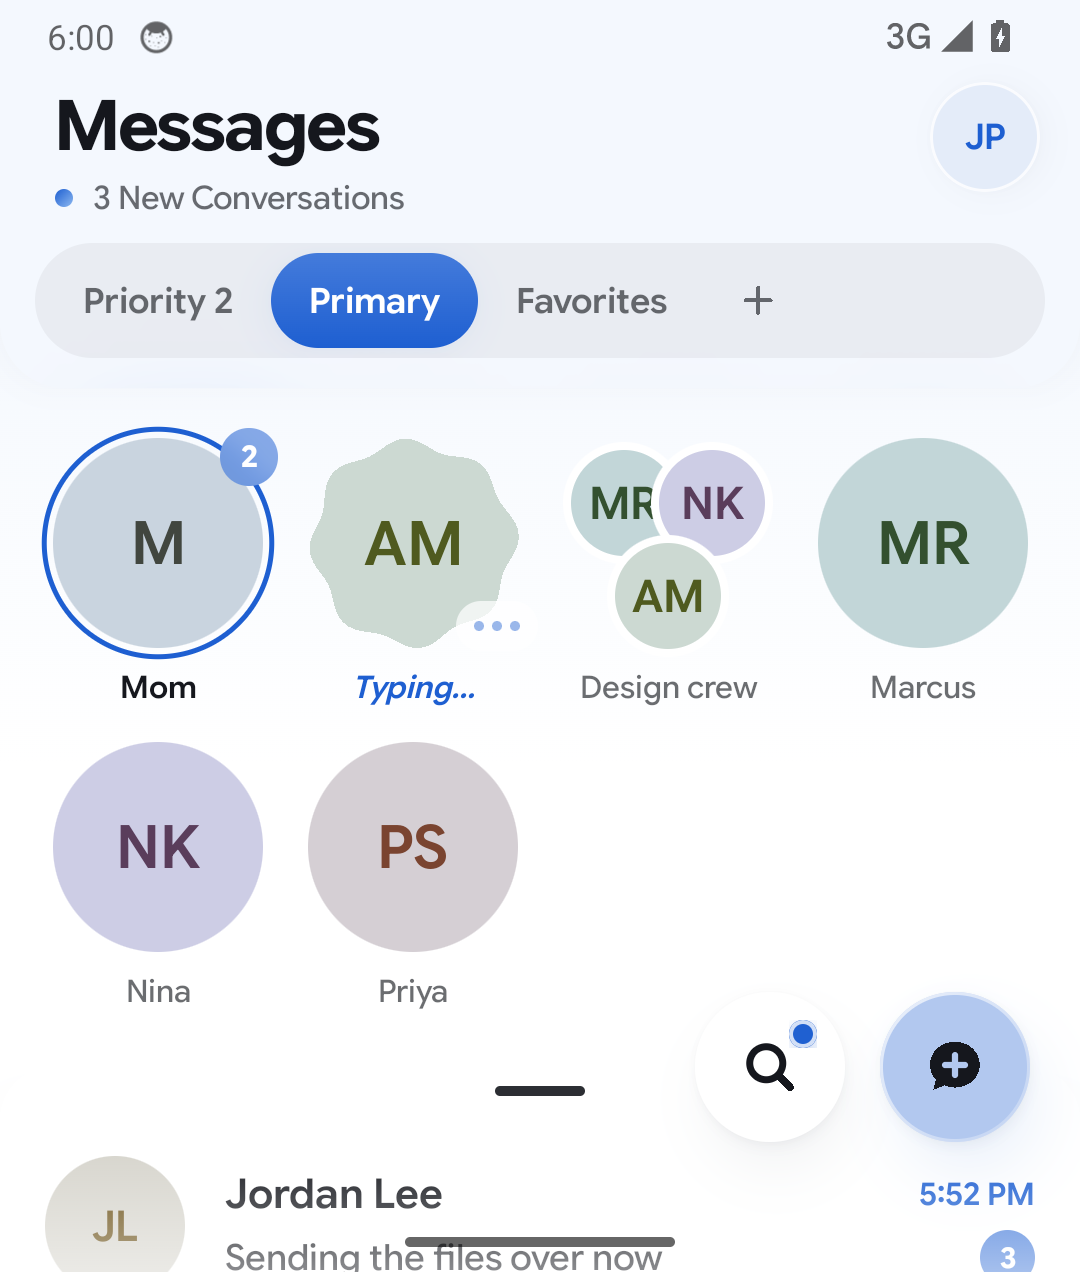 6:00
3G
Messages
JP
3 New Conversations
Priority 2
Primary
Favorites
+
M
2
AM
MR
NK
AM
MR
Mom
Typing...
Design crew
Marcus
NK
PS
Nina
Priya
JL
Jordan Lee
5:52 PM
Sending the files over now
3